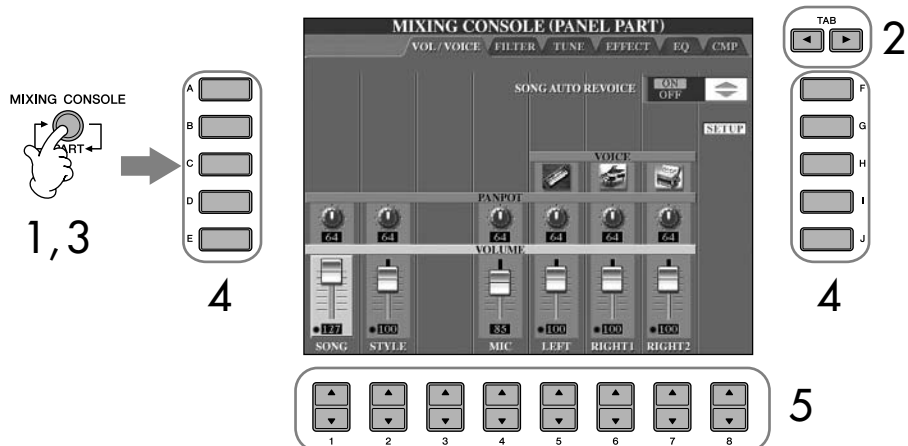 MIXING CONSOLE (PANEL PART)
VOL/VOICE FILTER TUNE EFFECT EQ CMP
SONG AUTO REVOICE ON
OFF
SETUP
VOICE
PANPOT
64 64 64 64 64 64
VOLUME
127 100 85 100 100 100
SONG STYLE MIC LEFT RIGHT1 RIGHT2
MIXING CONSOLE
PART
1, 3
A
B
C
D
E
4
TAB
2
F
G
H
I
J
4
1 2 3 4 5 6 7 8
5